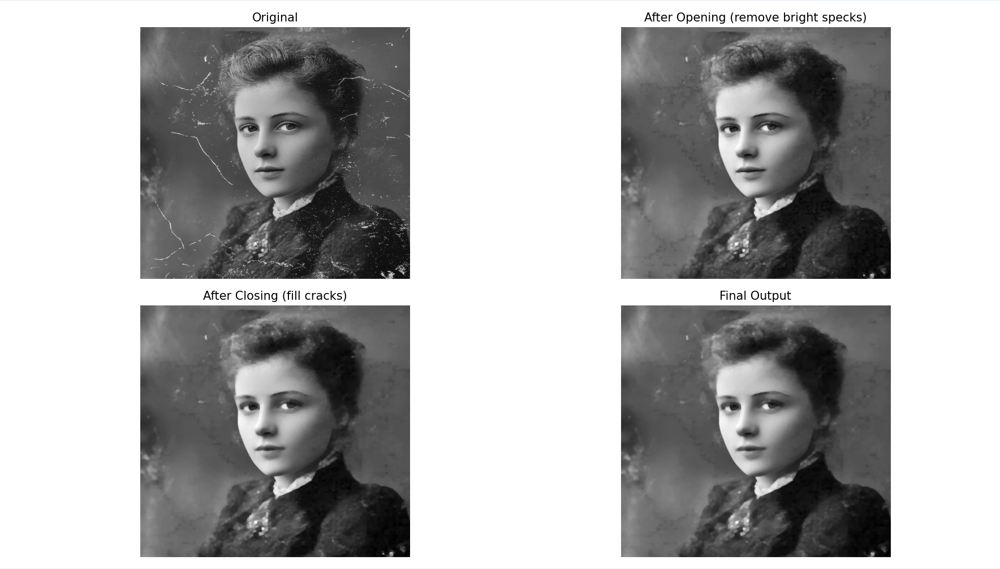 Original
After Opening (remove bright specks)
After Closing (fill cracks)
Final Output